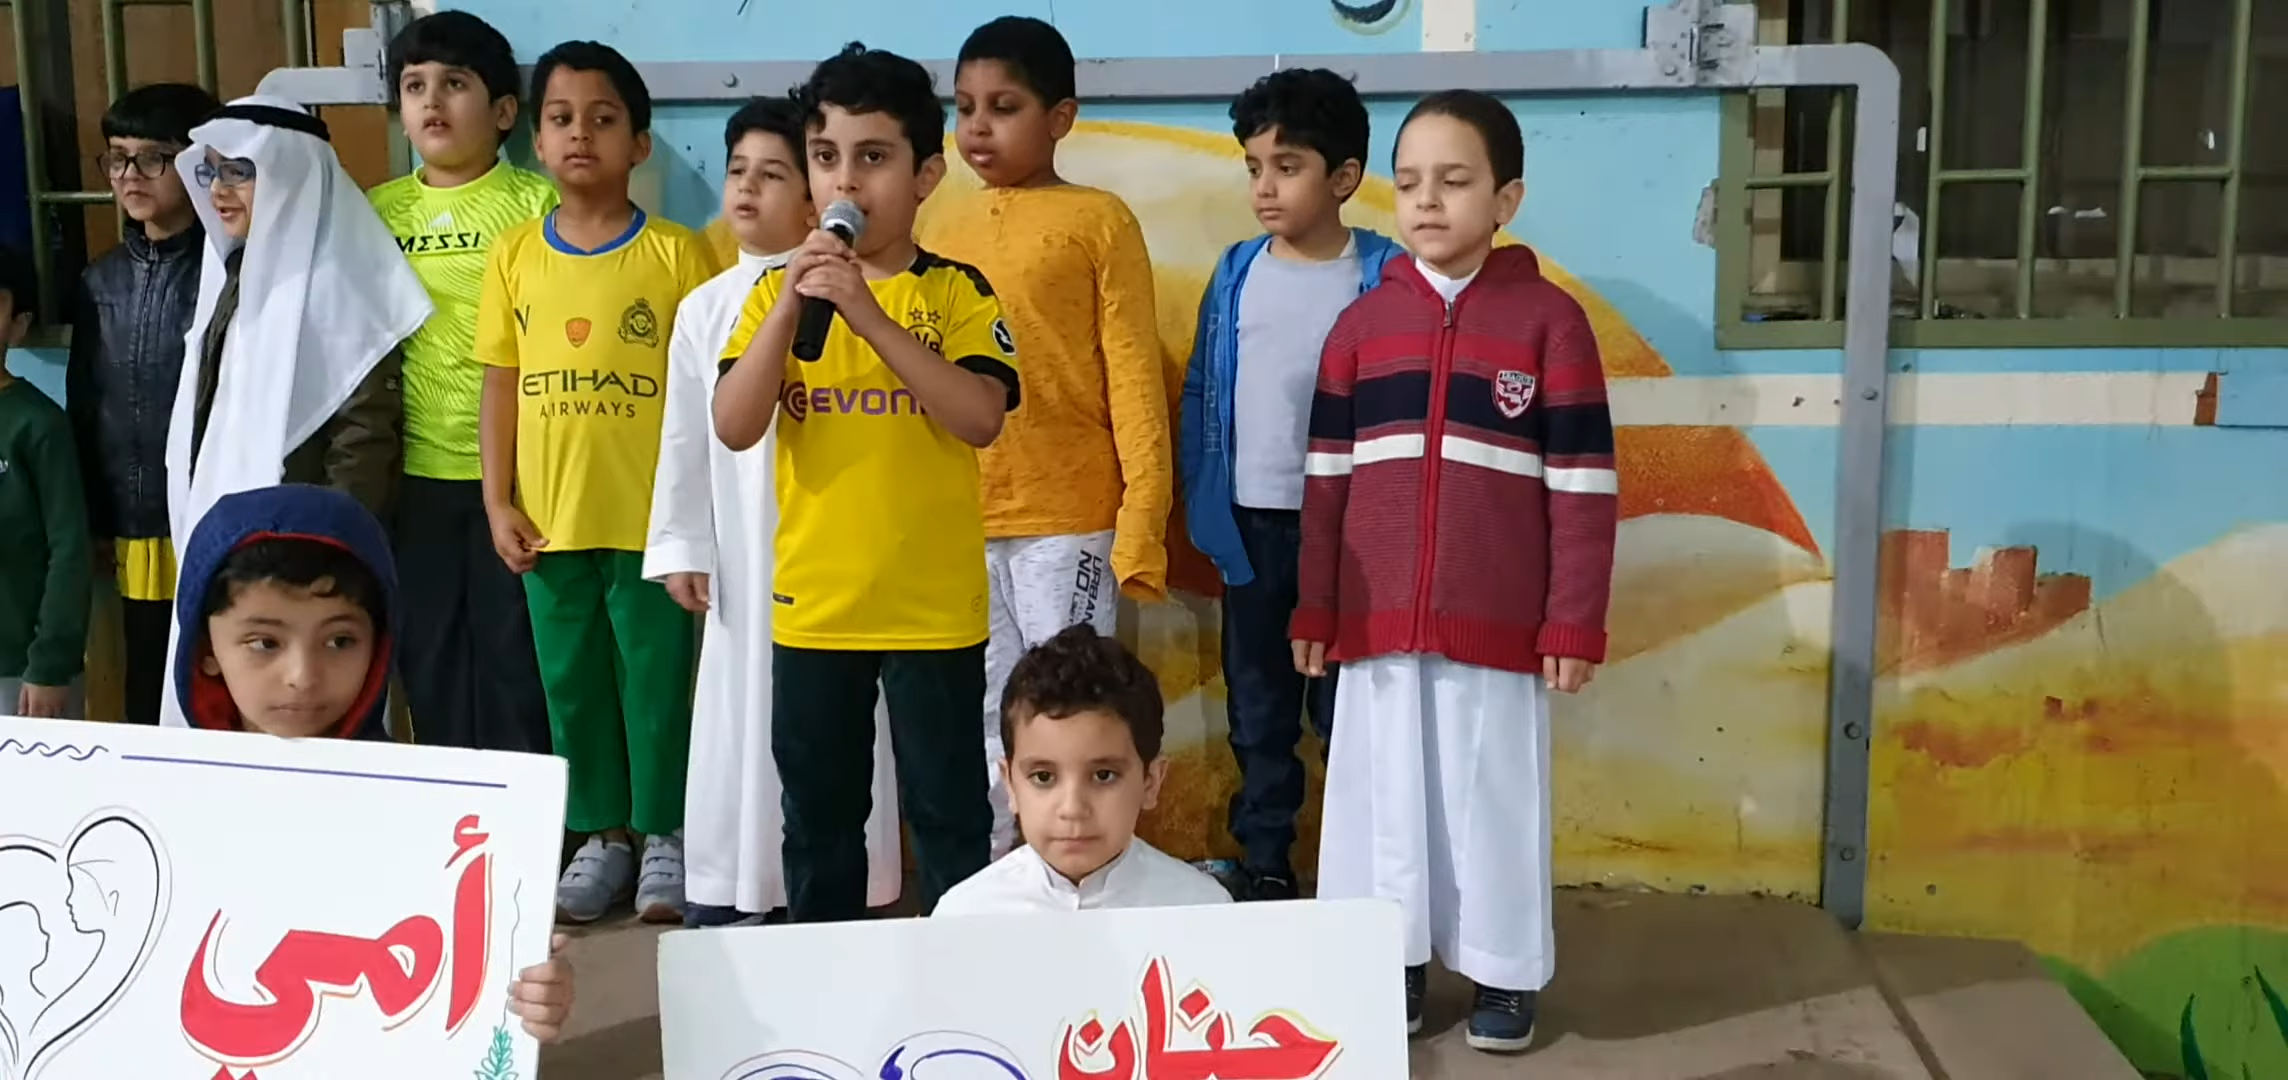 MESSI
ETIHAD
AIRWAYS
EVONI
URBAN
NO
أمي
حنان